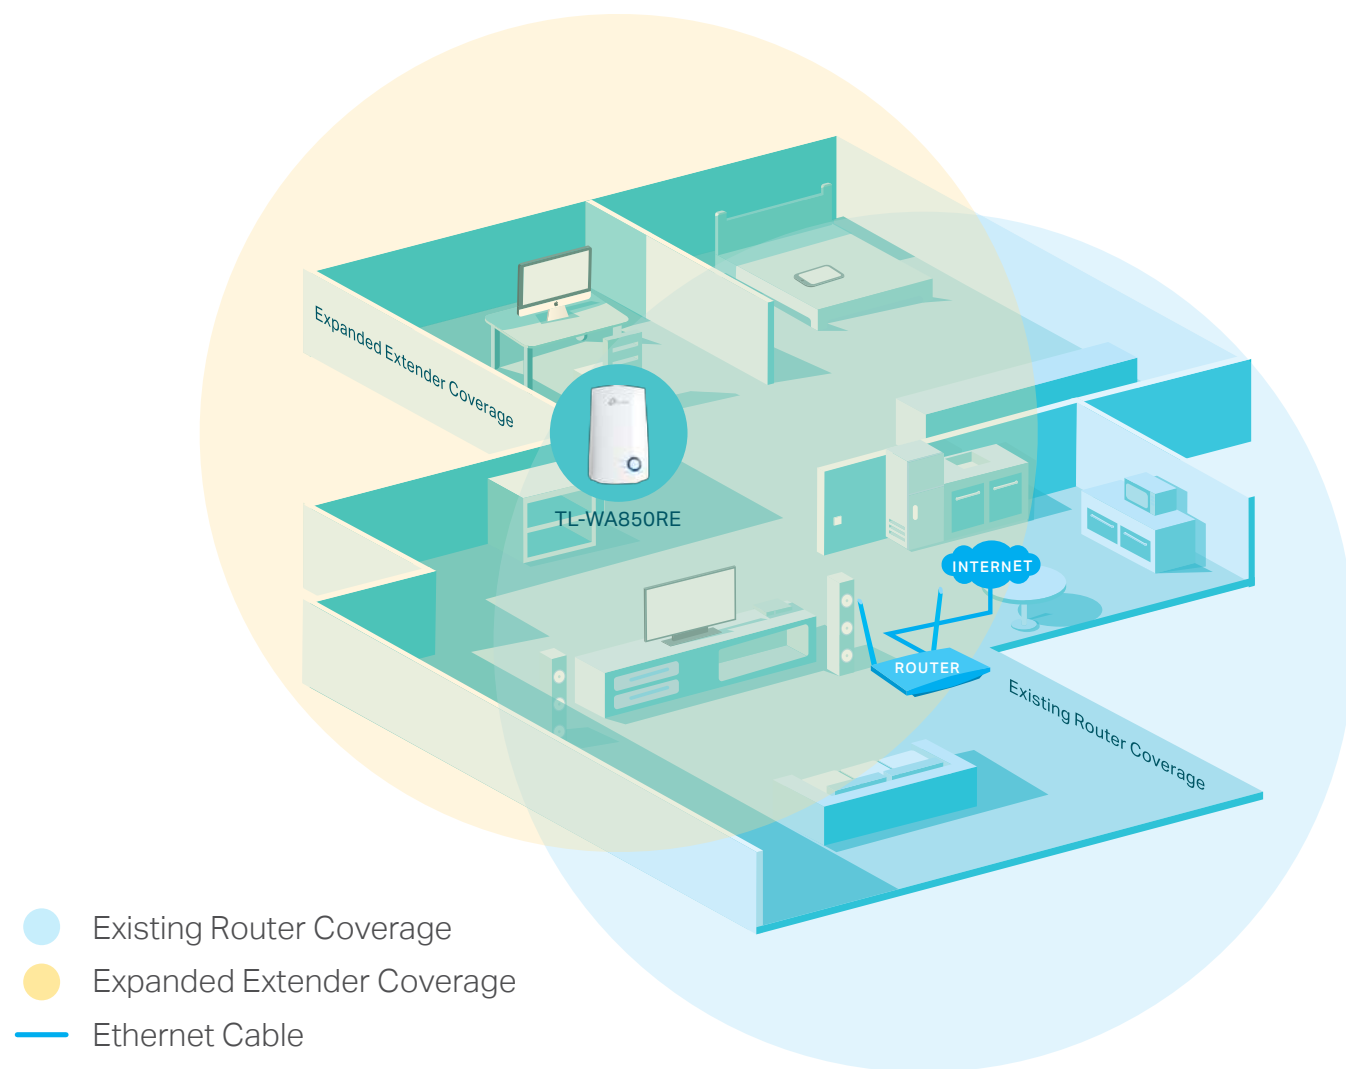 Expanded Extender Coverage
TL-WA850RE
INTERNET
ROUTER
Existing Router Coverage
Existing Router Coverage
Expanded Extender Coverage
Ethernet Cable